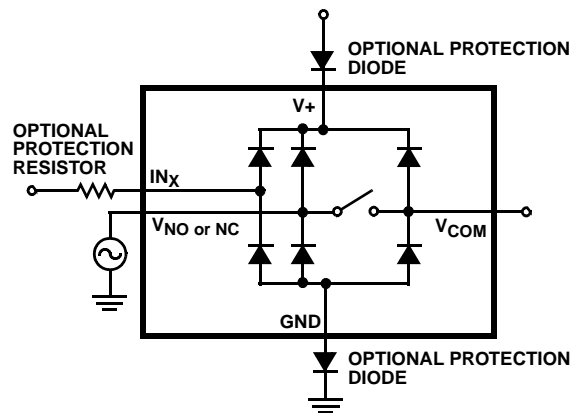 OPTIONAL PROTECTION
DIODE
V+
OPTIONAL
PROTECTION
RESISTOR
INX
VNO or NC
VCOM
GND
OPTIONAL PROTECTION
DIODE